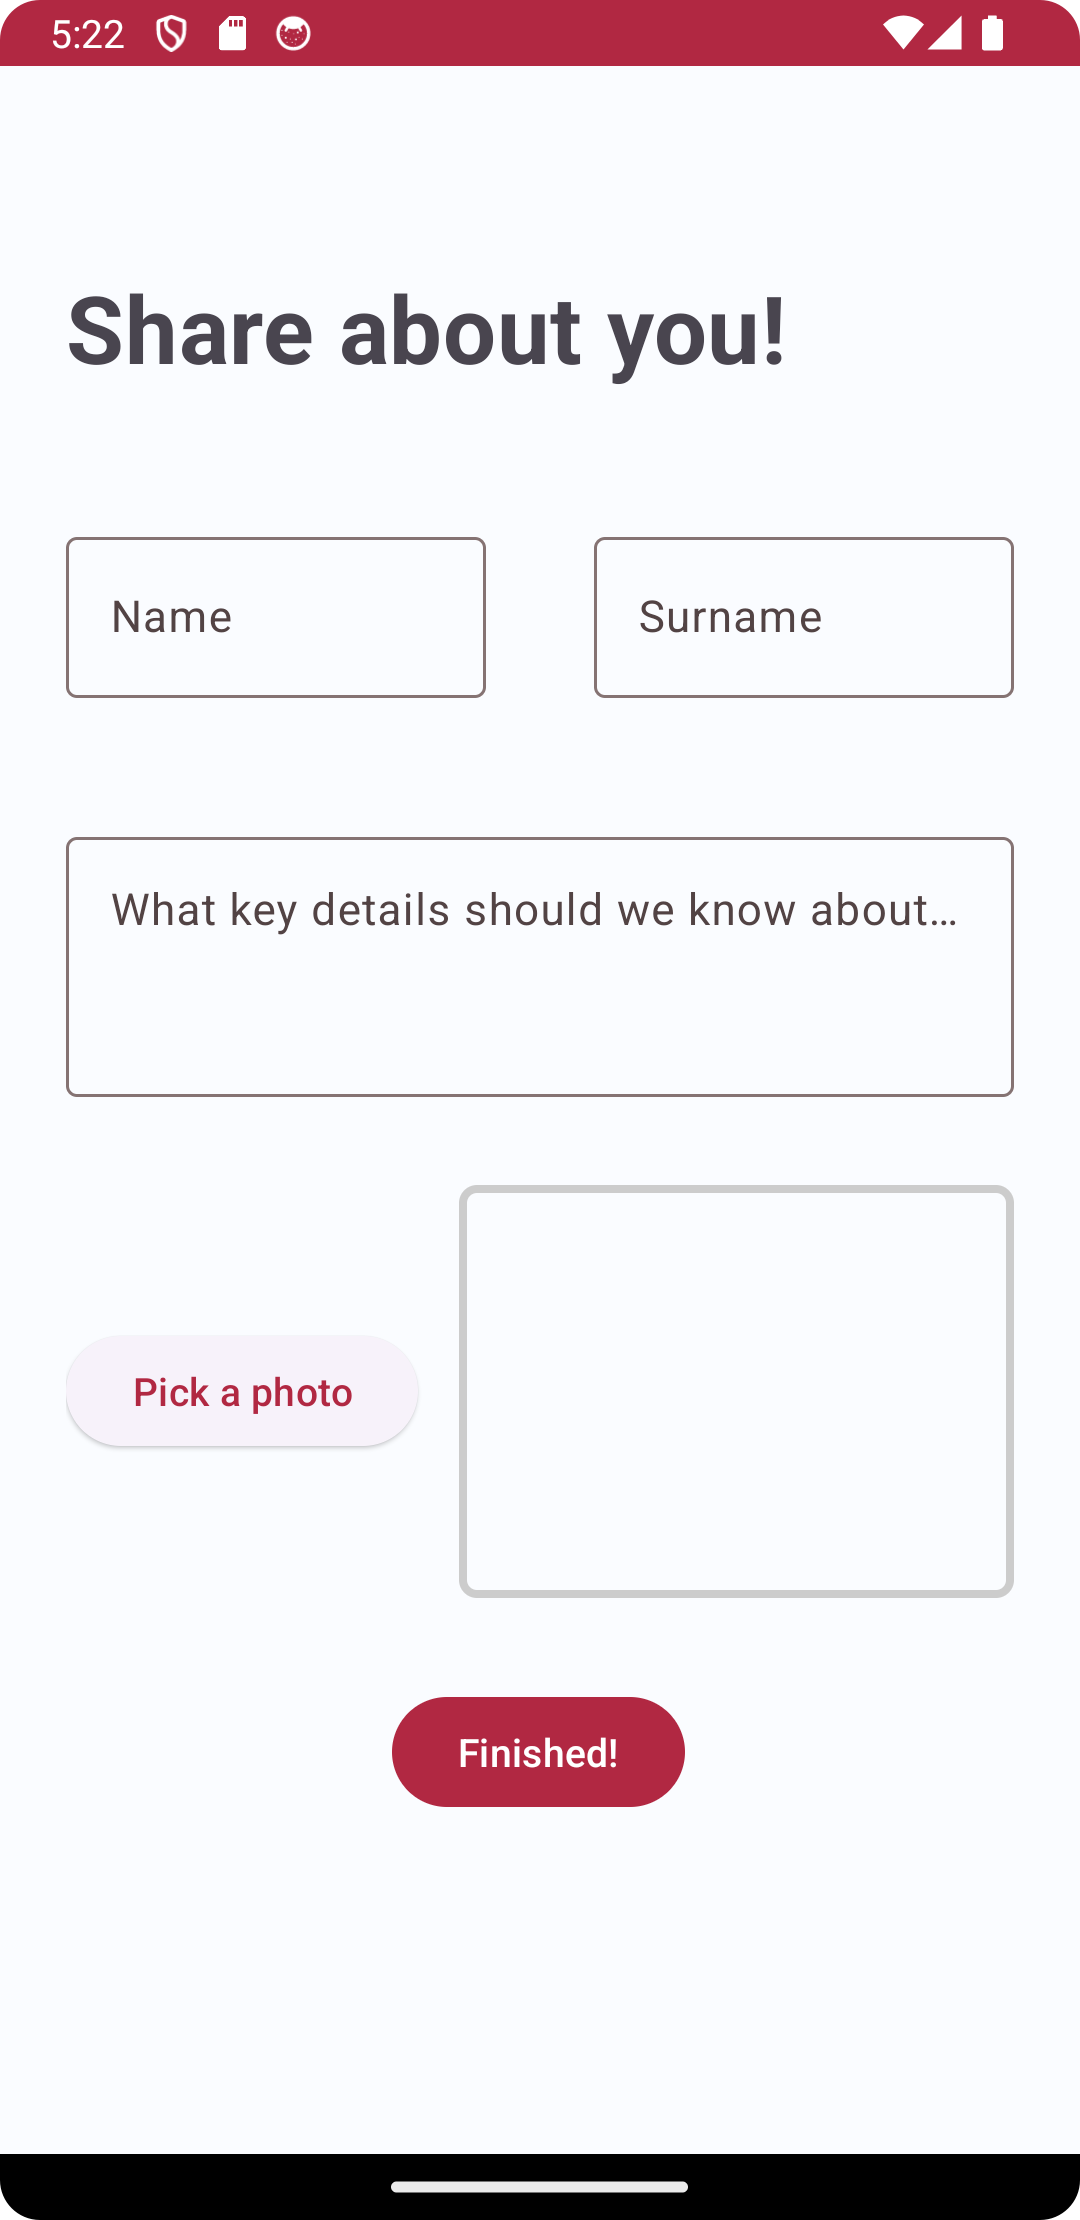 5:22
Share about you!
Name
Surname
What key details should we know about…
Pick a photo
Finished!